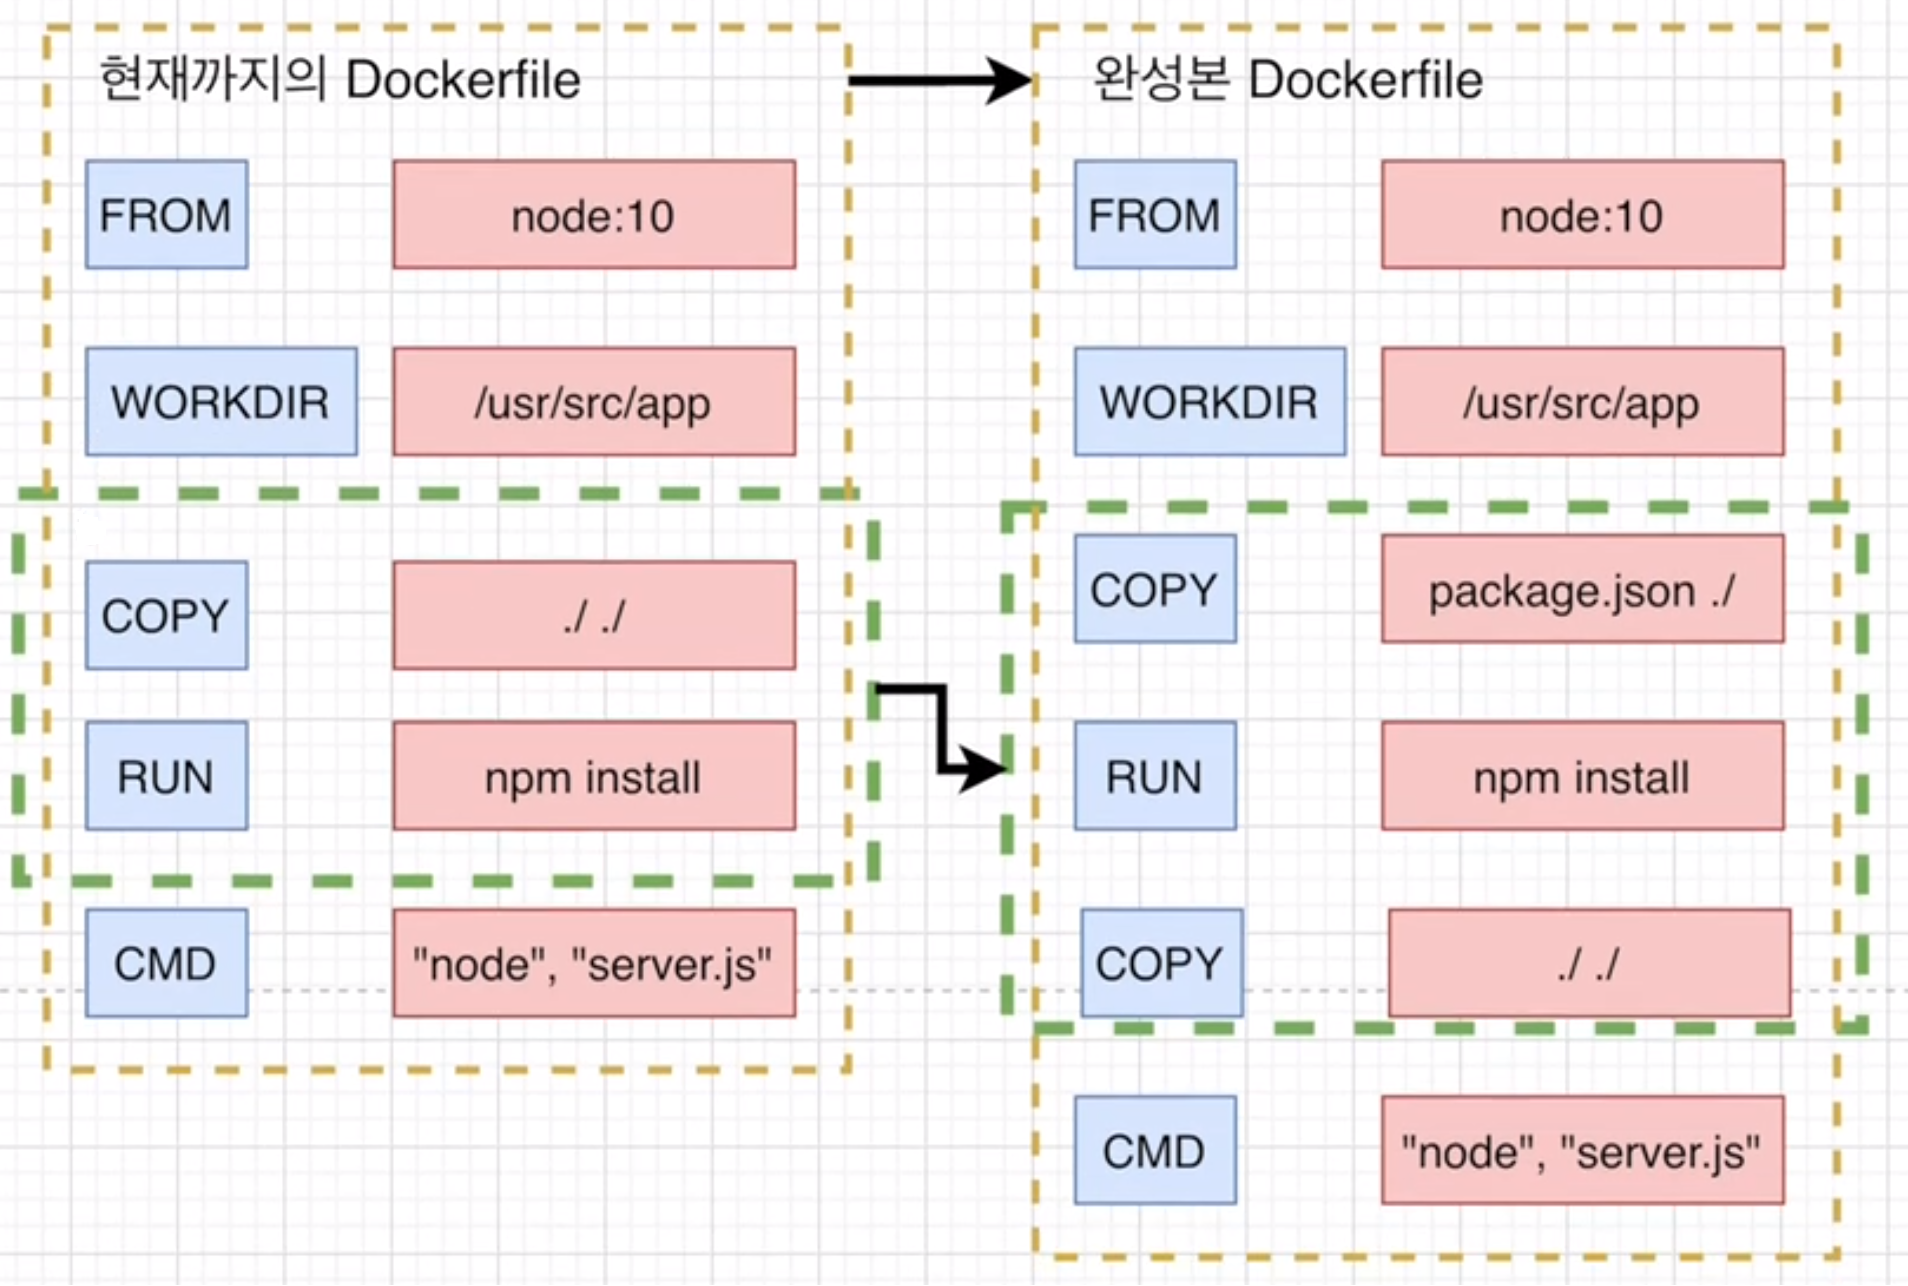 현재까지의 Dockerfile
FROM node:10
WORKDIR /usr/src/app
COPY ./ ./
RUN npm install
CMD "node", "server.js"
완성본 Dockerfile
FROM node:10
WORKDIR /usr/src/app
COPY package.json ./
RUN npm install
COPY ./ ./
CMD "node", "server.js"